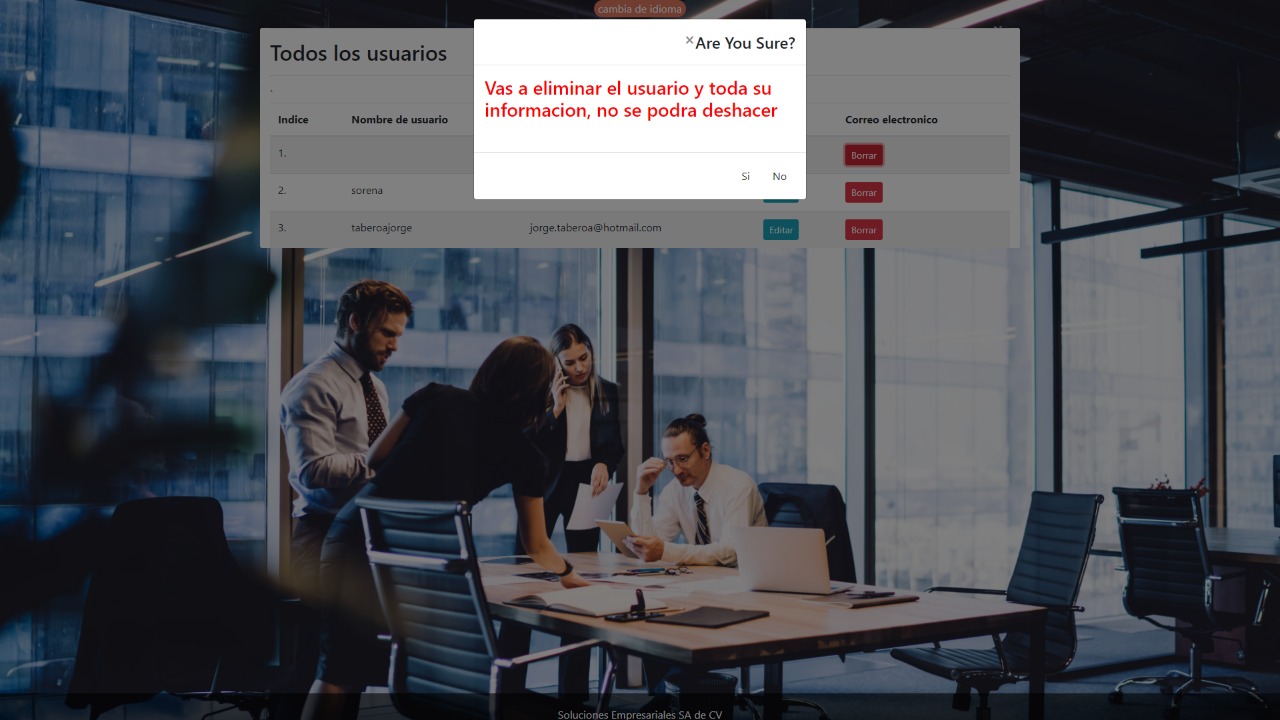 cambia de idioma
× Are You Sure?
Todos los usuarios
Vas a eliminar el usuario y toda su
informacion, no se podra deshacer
.
Indice Nombre de usuario Correo electronico
1. Borrar
Si No
2. sorena Borrar
3. taberoajorge jorge.taberoa@hotmail.com Editar Borrar
Soluciones Empresariales SA de CV